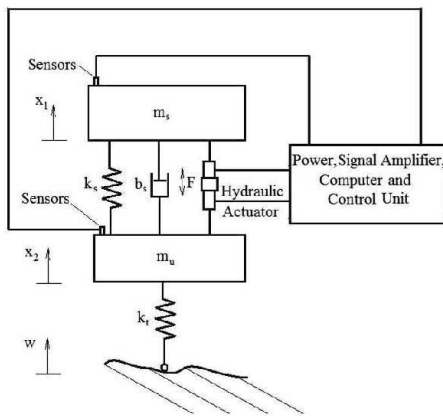 Sensors
x₁
mₛ
kₛ
bₛ
F
Hydraulic
Actuator
Power, Signal Amplifier,
Computer and
Control Unit
Sensors
x₂
mᵤ
kₜ
w